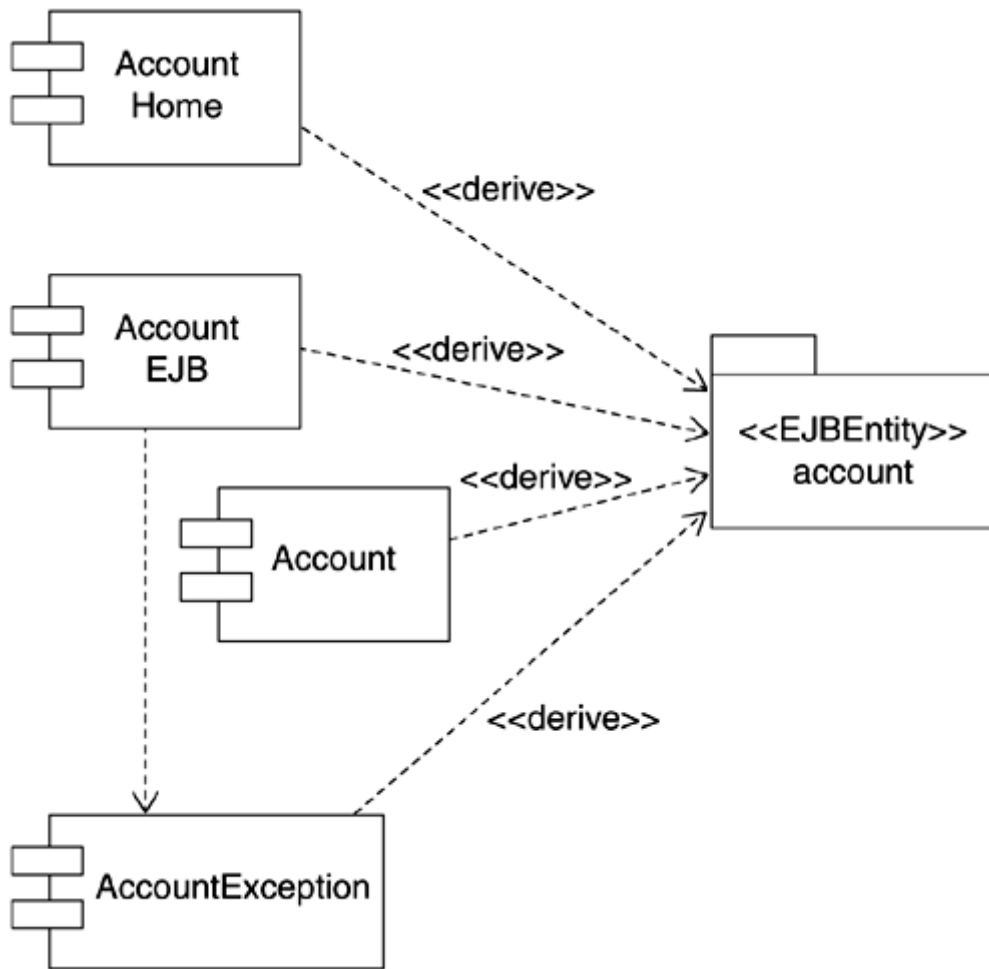 Account
Home
<<derive>>
Account
EJB
<<derive>>
<<EJBEntity>>
account
<<derive>>
Account
<<derive>>
AccountException